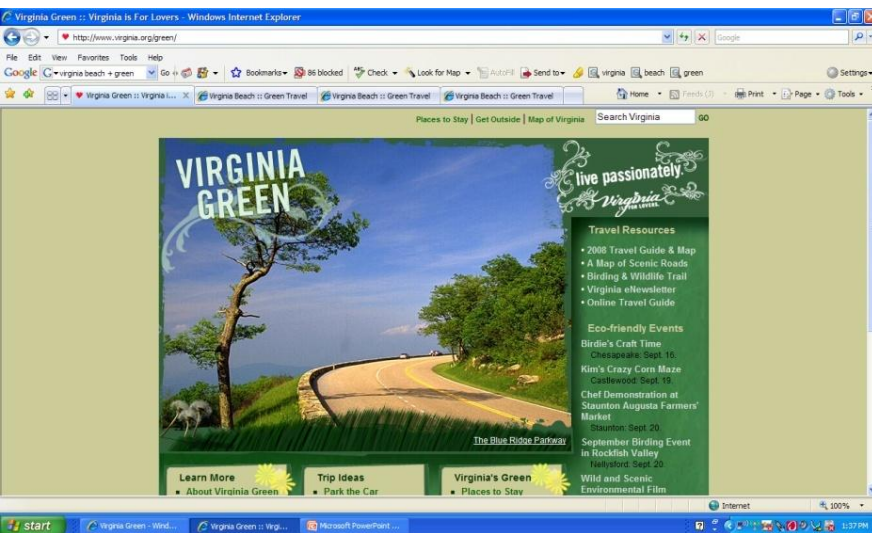 Virginia Green :: Virginia is For Lovers - Windows Internet Explorer
http://www.virginia.org/green/
Google
File Edit View Favorites Tools Help
Google virginia beach + green Go Bookmarks 86 blocked Check Look for Map AutoFill Send to virginia beach green Settings
Virginia Green :: Virginia i... Virginia Beach :: Green Travel Virginia Beach :: Green Travel Virginia Beach :: Green Travel Home Feeds (J) Print Page Tools
Places to Stay | Get Outside | Map of Virginia Search Virginia GO
VIRGINIA
GREEN
live passionately.
Virginia
IS FOR LOVERS
Travel Resources
• 2008 Travel Guide & Map
• A Map of Scenic Roads
• Birding & Wildlife Trail
• Virginia eNewsletter
• Online Travel Guide
Eco-friendly Events
Birdie's Craft Time
Chesapeake: Sept. 16.
Kim's Crazy Corn Maze
Castlewood: Sept. 19.
Chef Demonstration at
Staunton Augusta Farmers'
Market
Staunton: Sept. 20.
September Birding Event
in Rockfish Valley
Nellysford: Sept. 20.
Wild and Scenic
Environmental Film
The Blue Ridge Parkway
Learn More
▪ About Virginia Green
Trip Ideas
▪ Park the Car
Virginia's Green
▪ Places to Stay
Internet 100%
start Virginia Green - Wind... Virginia Green :: Virgi... Microsoft PowerPoint ... 1:37 PM